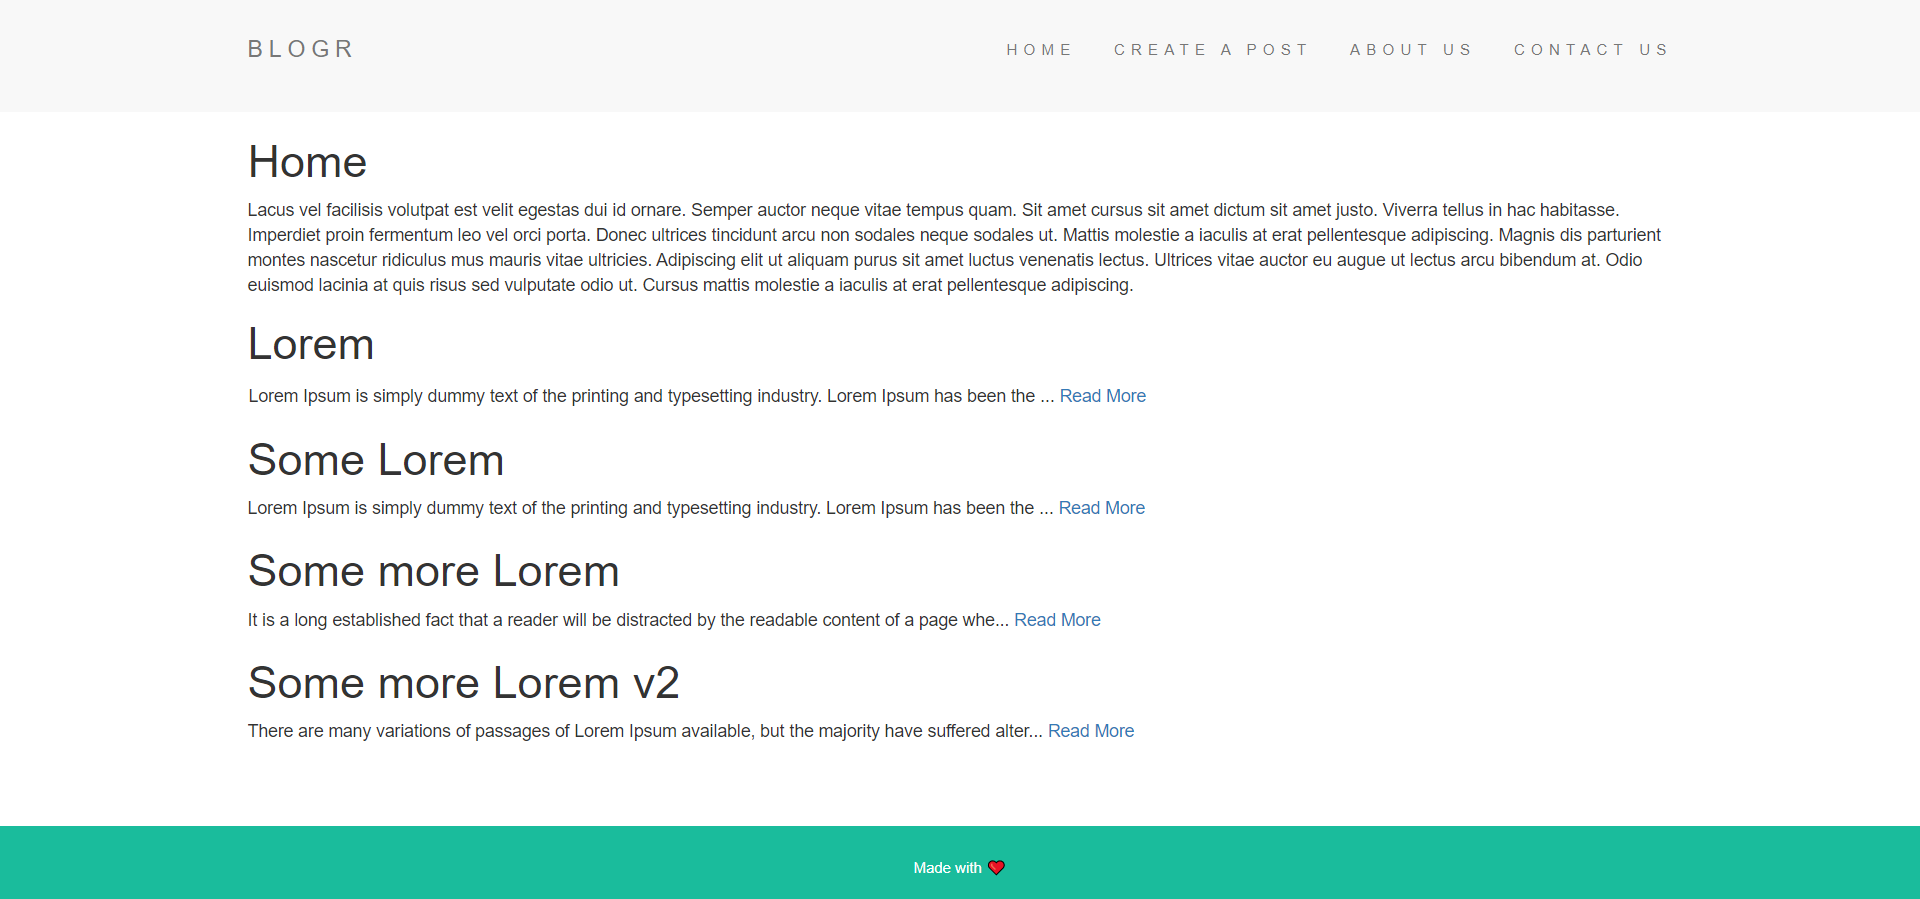 BLOGR
HOME CREATE A POST ABOUT US CONTACT US
Home
Lacus vel facilisis volutpat est velit egestas dui id ornare. Semper auctor neque vitae tempus quam. Sit amet cursus sit amet dictum sit amet justo. Viverra tellus in hac habitasse.
Imperdiet proin fermentum leo vel orci porta. Donec ultrices tincidunt arcu non sodales neque sodales ut. Mattis molestie a iaculis at erat pellentesque adipiscing. Magnis dis parturient
montes nascetur ridiculus mus mauris vitae ultricies. Adipiscing elit ut aliquam purus sit amet luctus venenatis lectus. Ultrices vitae auctor eu augue ut lectus arcu bibendum at. Odio
euismod lacinia at quis risus sed vulputate odio ut. Cursus mattis molestie a iaculis at erat pellentesque adipiscing.
Lorem
Lorem Ipsum is simply dummy text of the printing and typesetting industry. Lorem Ipsum has been the ... Read More
Some Lorem
Lorem Ipsum is simply dummy text of the printing and typesetting industry. Lorem Ipsum has been the ... Read More
Some more Lorem
It is a long established fact that a reader will be distracted by the readable content of a page whe... Read More
Some more Lorem v2
There are many variations of passages of Lorem Ipsum available, but the majority have suffered alter... Read More
Made with ❤